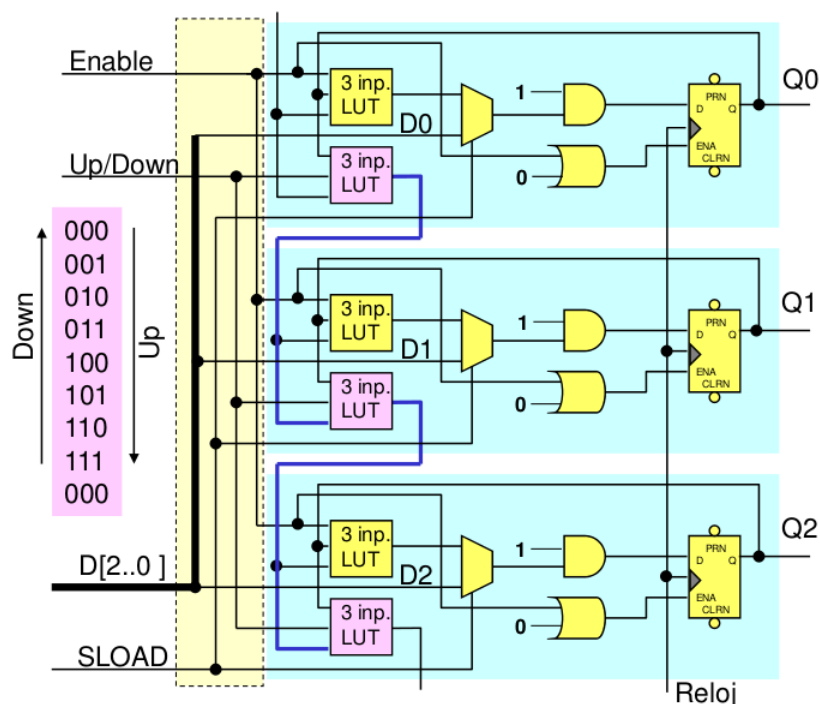 Enable
Up/Down
000
001
010
011
100
101
110
111
000
Down
Up
D[2..0 ]
SLOAD
3 inp.
LUT
D0
3 inp.
LUT
1
0
PRN
D Q
ENA
CLRN
Q0
3 inp.
LUT
D1
3 inp.
LUT
1
0
PRN
D Q
ENA
CLRN
Q1
3 inp.
LUT
D2
3 inp.
LUT
1
0
PRN
D Q
ENA
CLRN
Q2
Reloj